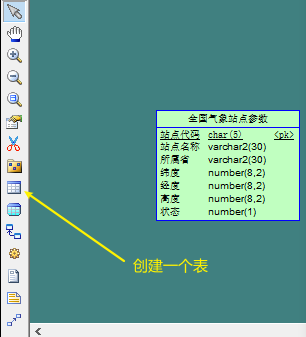 全国气象站点参数
站点代码 char(5) <pk>
站点名称 varchar2(30)
所属省 varchar2(30)
纬度 number(8,2)
经度 number(8,2)
高度 number(8,2)
状态 number(1)
创建一个表